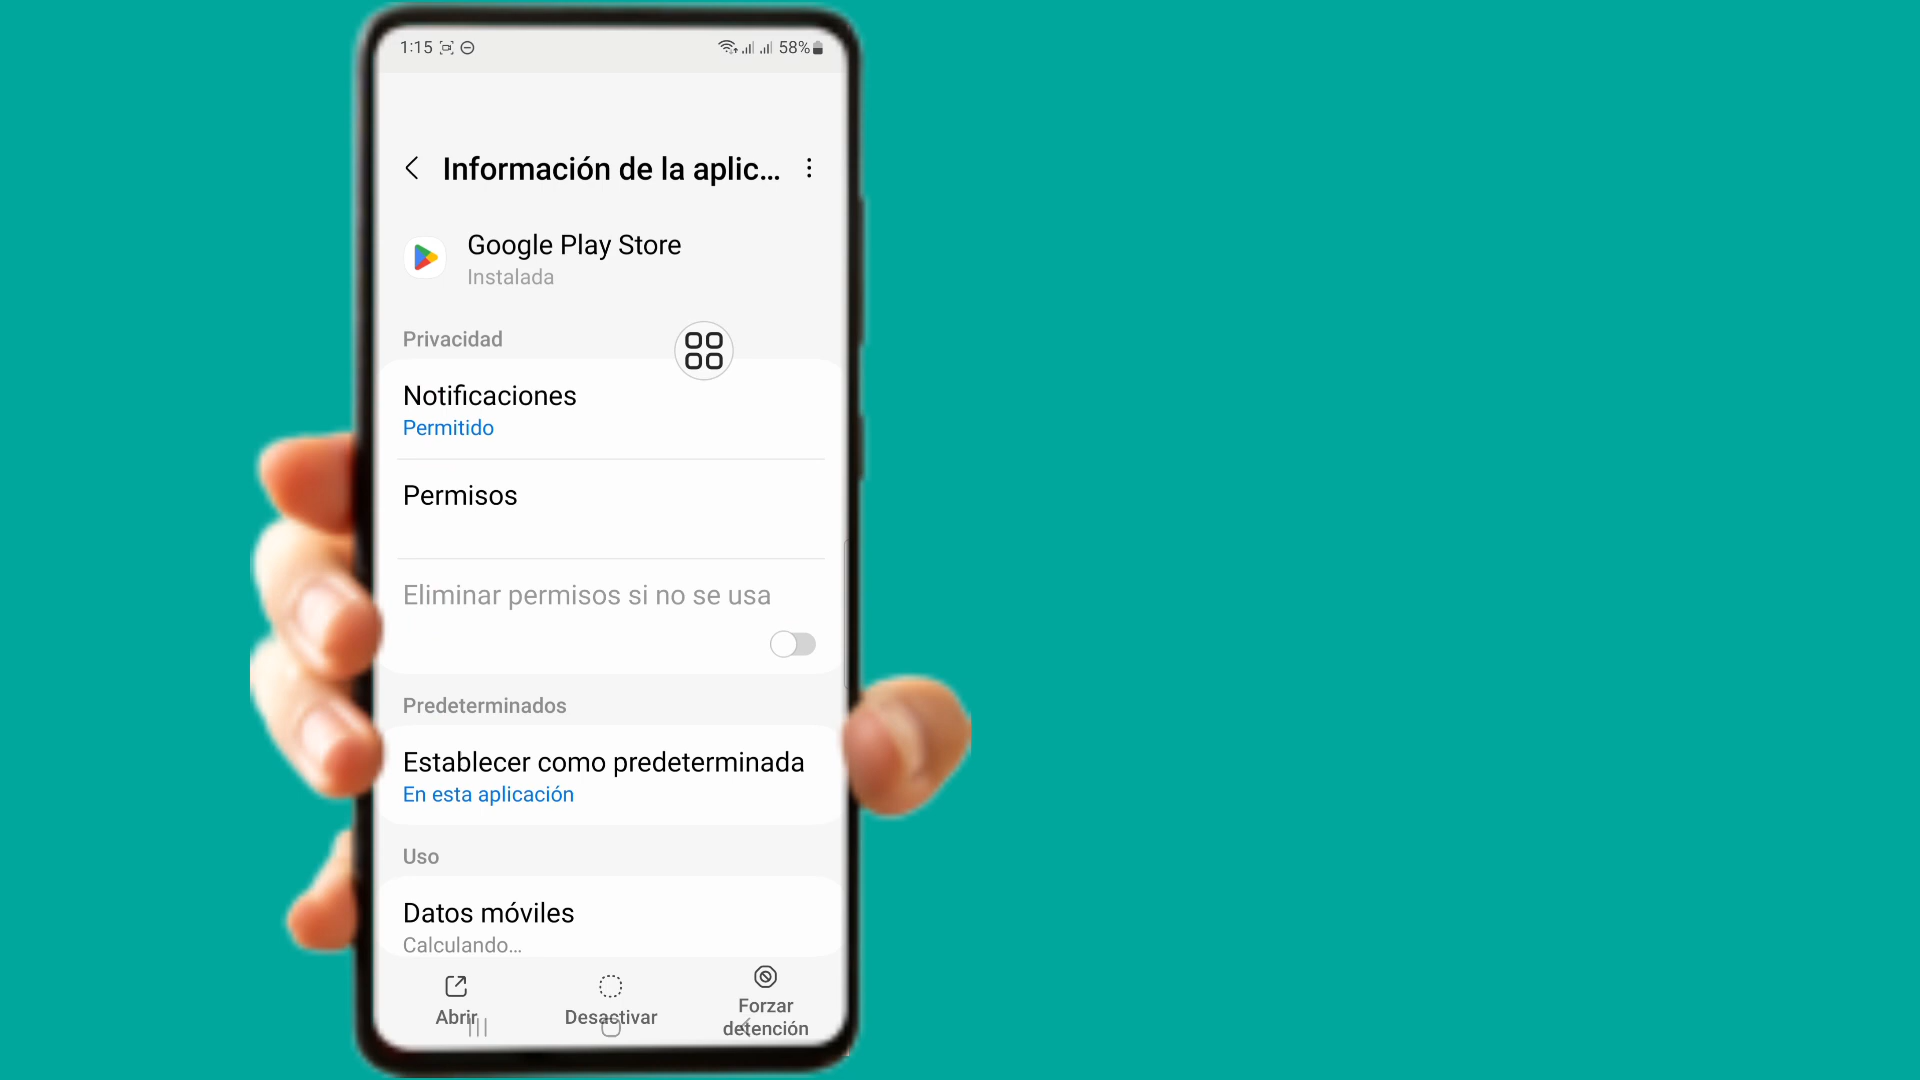 1:15
58%
Información de la aplic...
Google Play Store
Instalada
Privacidad
Notificaciones
Permitido
Permisos
Eliminar permisos si no se usa
Predeterminados
Establecer como predeterminada
En esta aplicación
Uso
Datos móviles
Calculando...
Abrir
Desactivar
Forzar
detención